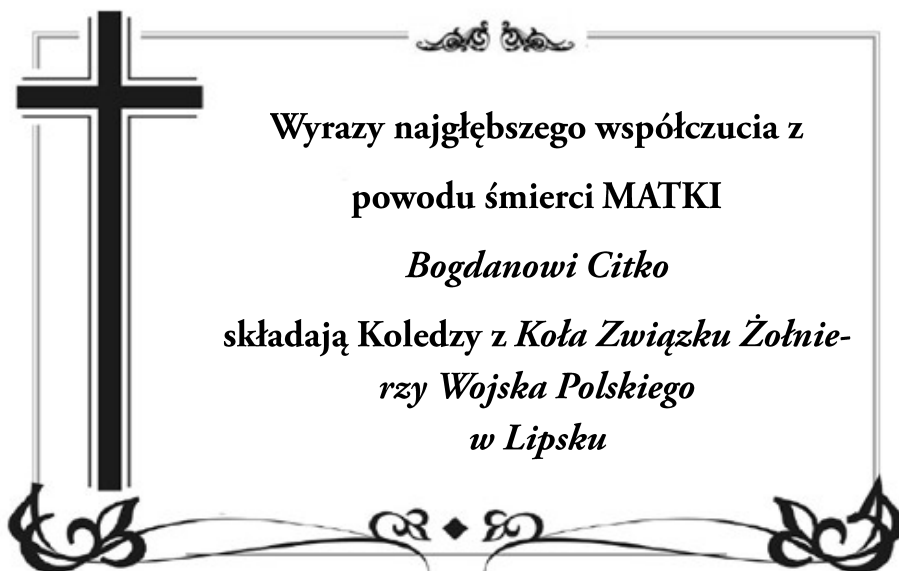 Wyrazy najgłębszego współczucia z
powodu śmierci MATKI
Bogdanowi Citko
składają Koledzy z Koła Związku Żołnie-
rzy Wojska Polskiego
w Lipsku